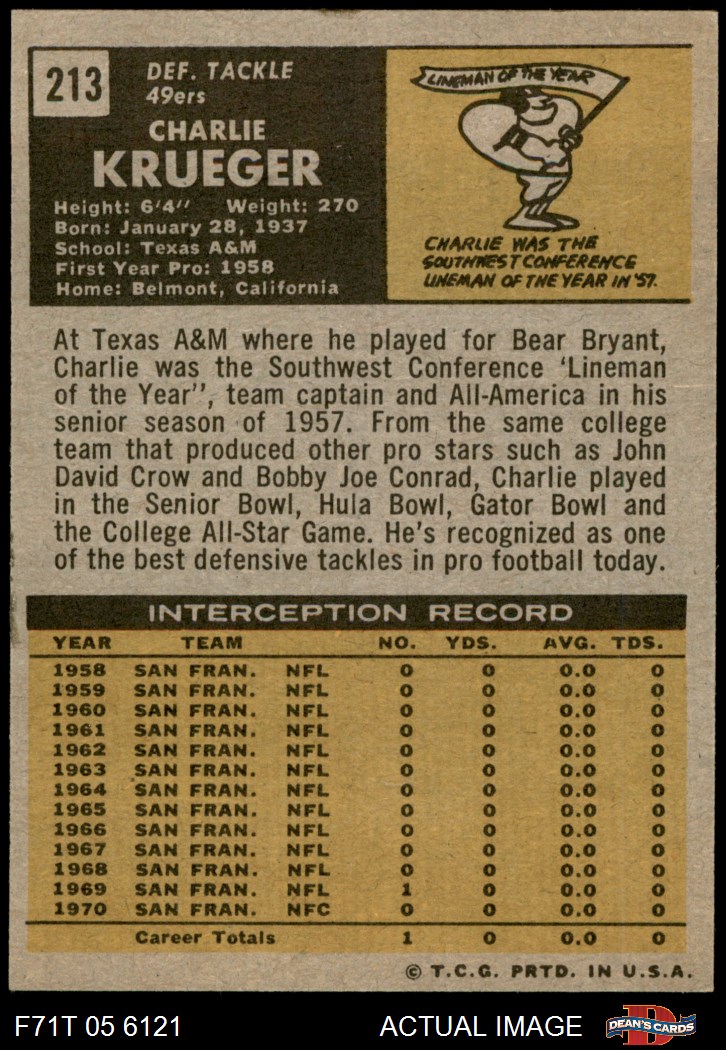 213
DEF. TACKLE
49ers
CHARLIE
KRUEGER
Height: 6'4" Weight: 270
Born: January 28, 1937
School: Texas A&M
First Year Pro: 1958
Home: Belmont, California
LINEMAN OF THE YEAR
CHARLIE WAS THE
SOUTHWEST CONFERENCE
LINEMAN OF THE YEAR IN '57.
At Texas A&M where he played for Bear Bryant,
Charlie was the Southwest Conference 'Lineman
of the Year'', team captain and All-America in his
senior season of 1957. From the same college
team that produced other pro stars such as John
David Crow and Bobby Joe Conrad, Charlie played
in the Senior Bowl, Hula Bowl, Gator Bowl and
the College All-Star Game. He's recognized as one
of the best defensive tackles in pro football today.
INTERCEPTION RECORD
YEAR TEAM NO. YDS. AVG. TDS.
1958 SAN FRAN. NFL 0 0 0.0 0
1959 SAN FRAN. NFL 0 0 0.0 0
1960 SAN FRAN. NFL 0 0 0.0 0
1961 SAN FRAN. NFL 0 0 0.0 0
1962 SAN FRAN. NFL 0 0 0.0 0
1963 SAN FRAN. NFL 0 0 0.0 0
1964 SAN FRAN. NFL 0 0 0.0 0
1965 SAN FRAN. NFL 0 0 0.0 0
1966 SAN FRAN. NFL 0 0 0.0 0
1967 SAN FRAN. NFL 0 0 0.0 0
1968 SAN FRAN. NFL 0 0 0.0 0
1969 SAN FRAN. NFL 1 0 0.0 0
1970 SAN FRAN. NFC 0 0 0.0 0
Career Totals 1 0 0.0 0
© T.C.G. PRTD. IN U.S.A.
F71T 05 6121 ACTUAL IMAGE D DEAN'S CARDS